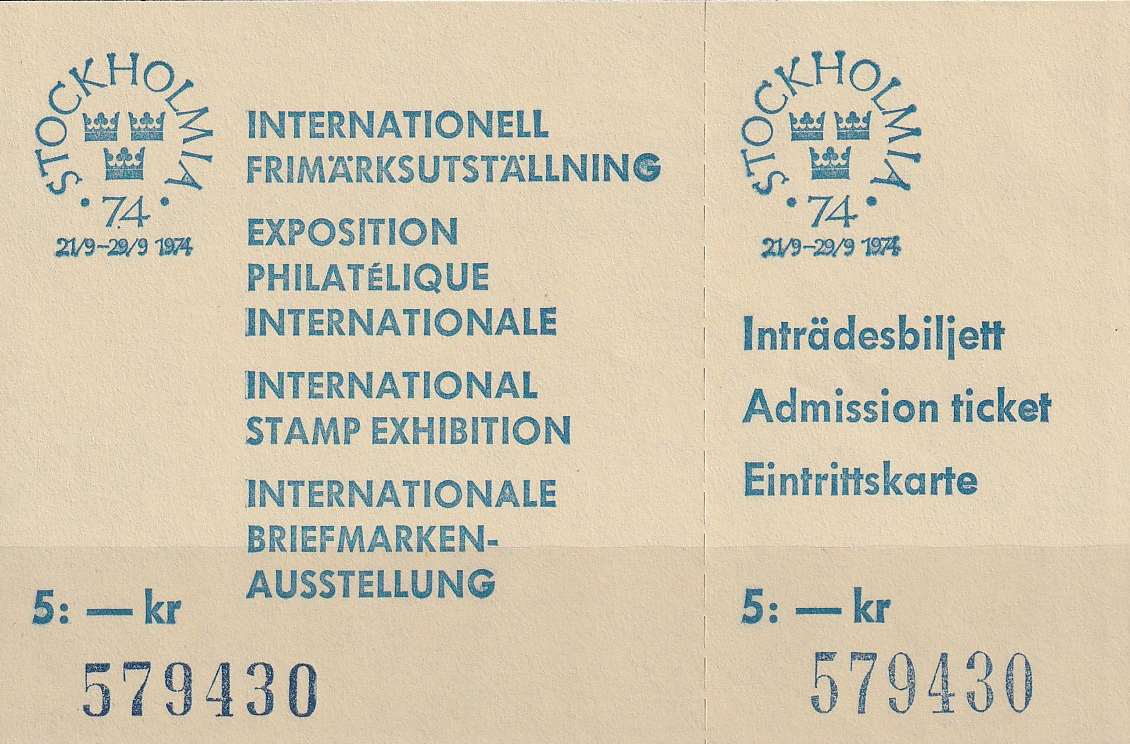 STOCKHOLMIA
• 74 •
21/9–29/9 1974
INTERNATIONELL
FRIMÄRKSUTSTÄLLNING
EXPOSITION
PHILATÉLIQUE
INTERNATIONALE
INTERNATIONAL
STAMP EXHIBITION
INTERNATIONALE
BRIEFMARKEN-
AUSSTELLUNG
5: — kr
579430
STOCKHOLMIA
• 74 •
21/9–29/9 1974
Inträdesbiljett
Admission ticket
Eintrittskarte
5: — kr
579430